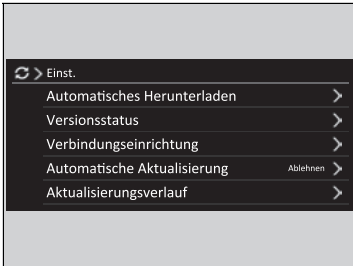 Einst.
Automatisches Herunterladen
Versionsstatus
Verbindungseinrichtung
Automatische Aktualisierung Ablehnen
Aktualisierungsverlauf